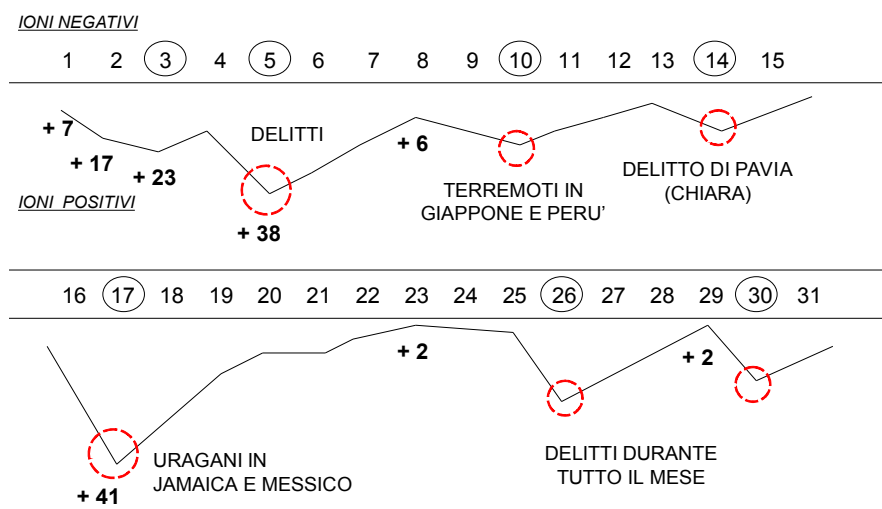 IONI NEGATIVI
1 2 3 4 5 6 7 8 9 10 11 12 13 14 15
+ 7
+ 17
+ 23
DELITTI
+ 38
+ 6
TERREMOTI IN
GIAPPONE E PERU'
DELITTO DI PAVIA
(CHIARA)
IONI POSITIVI
16 17 18 19 20 21 22 23 24 25 26 27 28 29 30 31
+ 41
URAGANI IN
JAMAICA E MESSICO
+ 2
DELITTI DURANTE
TUTTO IL MESE
+ 2